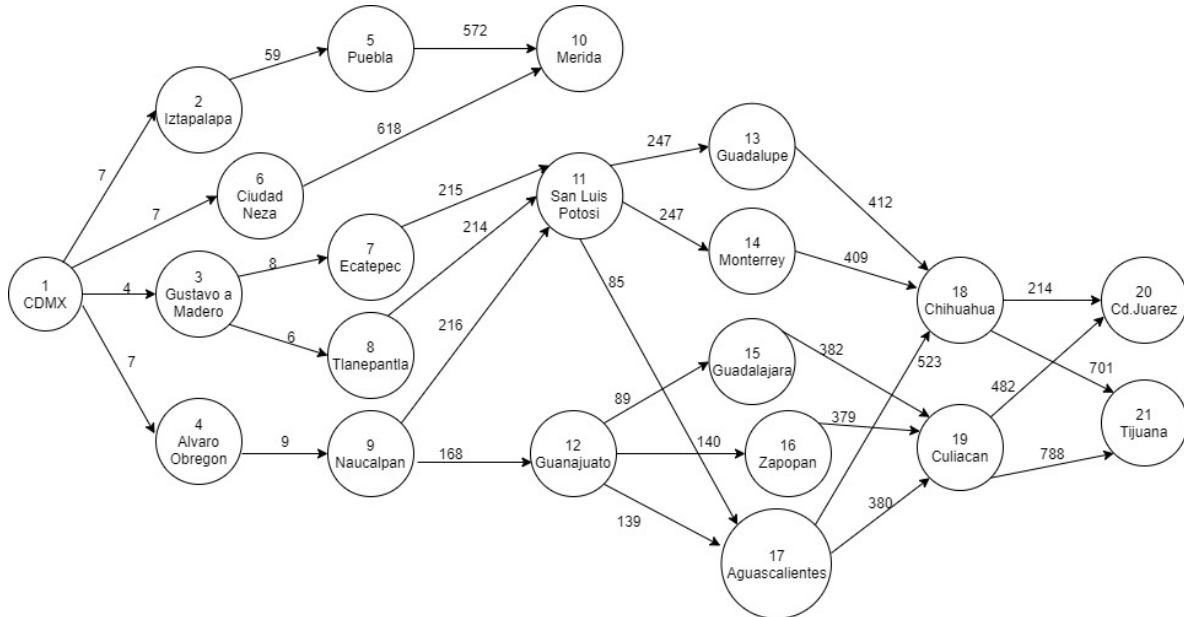 5
Puebla
572
10
Merida
59
2
Iztapalapa
618
7
6
Ciudad
Neza
7
215
11
San Luis
Potosi
247
13
Guadalupe
247
214
412
7
Ecatepec
8
14
Monterrey
409
1
CDMX
4
3
Gustavo a
Madero
6
8
Tlanepantla
216
85
18
Chihuahua
214
20
Cd.Juarez
7
15
Guadalajara
382
523
701
482
89
4
Alvaro
Obregon
9
9
Naucalpan
168
12
Guanajuato
140
16
Zapopan
379
19
Culiacan
788
21
Tijuana
139
380
17
Aguascalientes